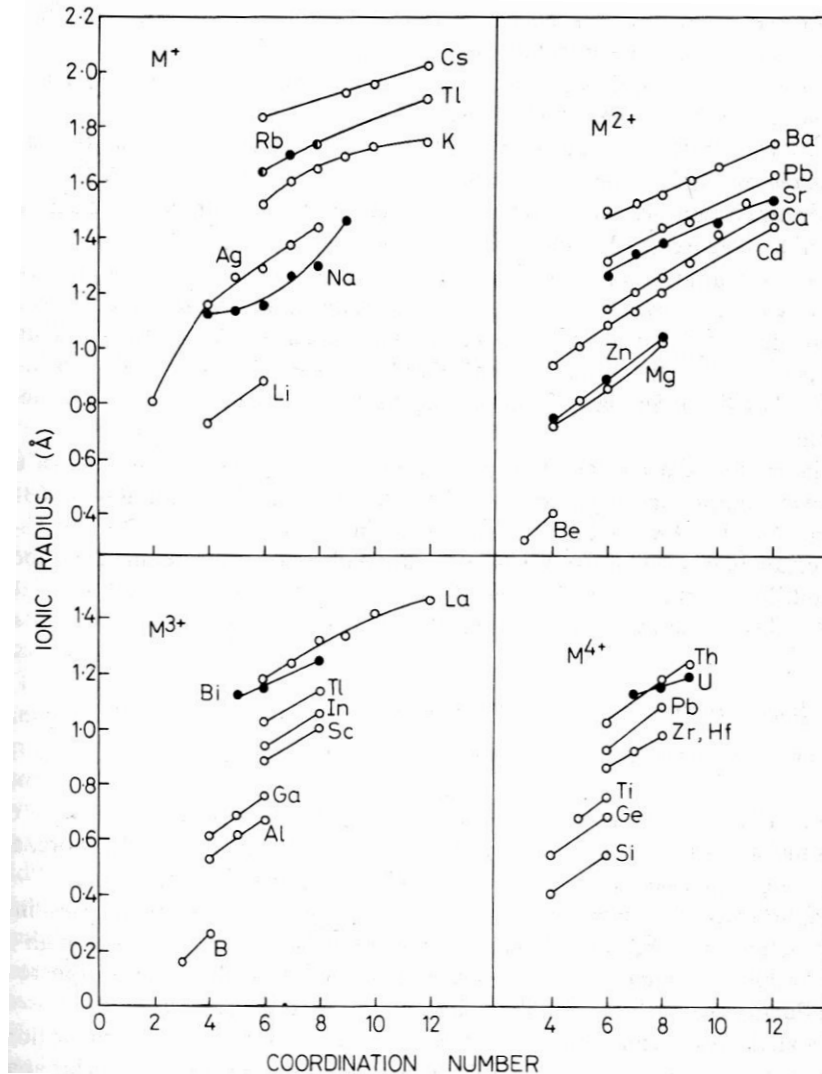 2·2
2·0
1·8
1·6
1·4
1·2
1·0
0·8
0·6
0·4
M+
Cs
Tl
Rb
K
Ag
Na
Li
M2+
Ba
Pb
Sr
Ca
Cd
Zn
Mg
Be
IONIC RADIUS (Å)
1·4
1·2
1·0
0·8
0·6
0·4
0·2
0
M3+
La
Bi
Tl
In
Sc
Ga
Al
B
M4+
Th
U
Pb
Zr, Hf
Ti
Ge
Si
0 2 4 6 8 10 12 4 6 8 10 12
COORDINATION NUMBER